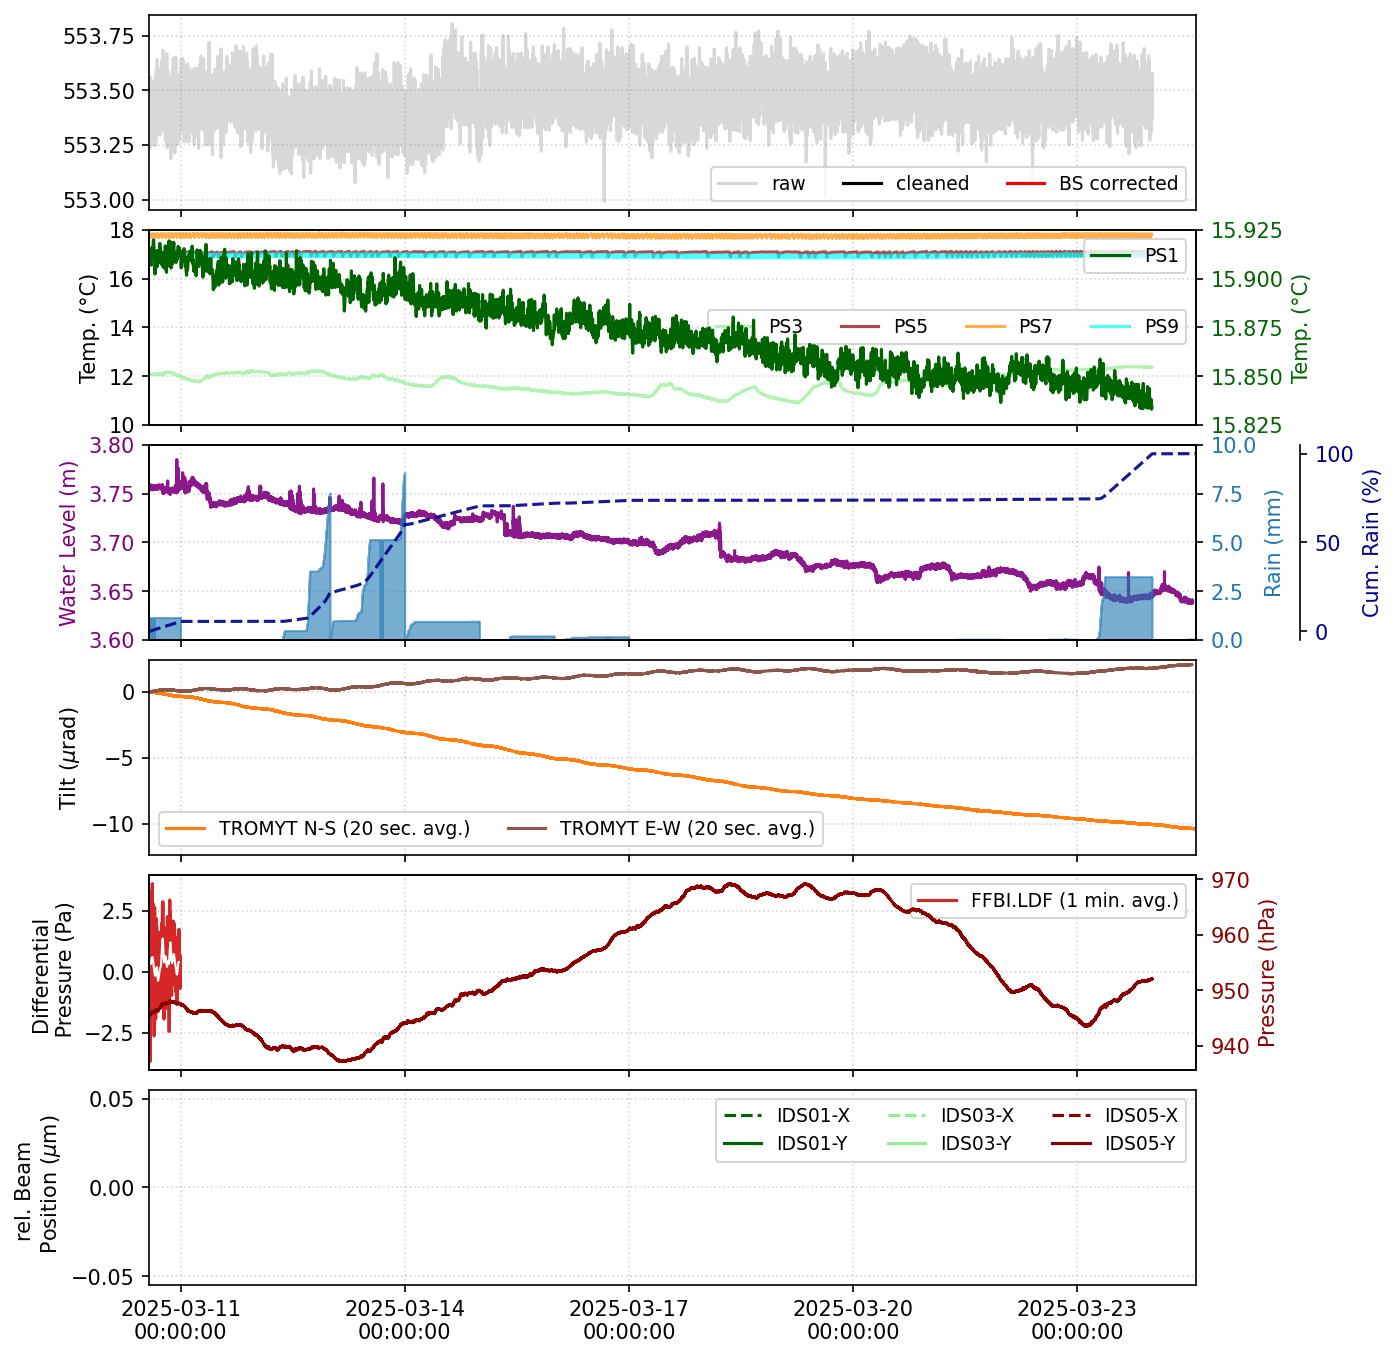 553.75
553.50
553.25
553.00
raw cleaned BS corrected
18
16
14
12
10
Temp. (°C)
15.925
15.900
15.875
15.850
15.825
Temp. (°C)
PS1
PS3 PS5 PS7 PS9
3.80
3.75
3.70
3.65
3.60
Water Level (m)
10.0
7.5
5.0
2.5
0.0
Rain (mm)
100
50
0
Cum. Rain (%)
0
−5
−10
Tilt (μrad)
TROMYT N-S (20 sec. avg.) TROMYT E-W (20 sec. avg.)
2.5
0.0
−2.5
Differential
Pressure (Pa)
970
960
950
940
Pressure (hPa)
FFBI.LDF (1 min. avg.)
0.05
0.00
−0.05
rel. Beam
Position (μm)
IDS01-X IDS03-X IDS05-X
IDS01-Y IDS03-Y IDS05-Y
2025-03-11 2025-03-14 2025-03-17 2025-03-20 2025-03-23
00:00:00 00:00:00 00:00:00 00:00:00 00:00:00